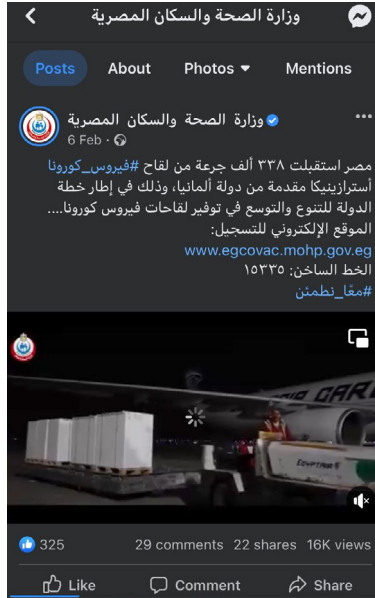 وزارة الصحة والسكان المصرية
Posts About Photos Mentions
وزارة الصحة والسكان المصرية
6 Feb ·
مصر استقبلت ٣٣٨ ألف جرعة من لقاح #فيروس_كورونا
أسترازينيكا مقدمة من دولة ألمانيا، وذلك في إطار خطة
الدولة للتنوع والتوسع في توفير لقاحات فيروس كورونا....
الموقع الإلكتروني للتسجيل:
www.egcovac.mohp.gov.eg
الخط الساخن: ١٥٣٣٥
#معًا_نطمئن
CAR
EGYPTAIR
325 29 comments 22 shares 16K views
Like Comment Share